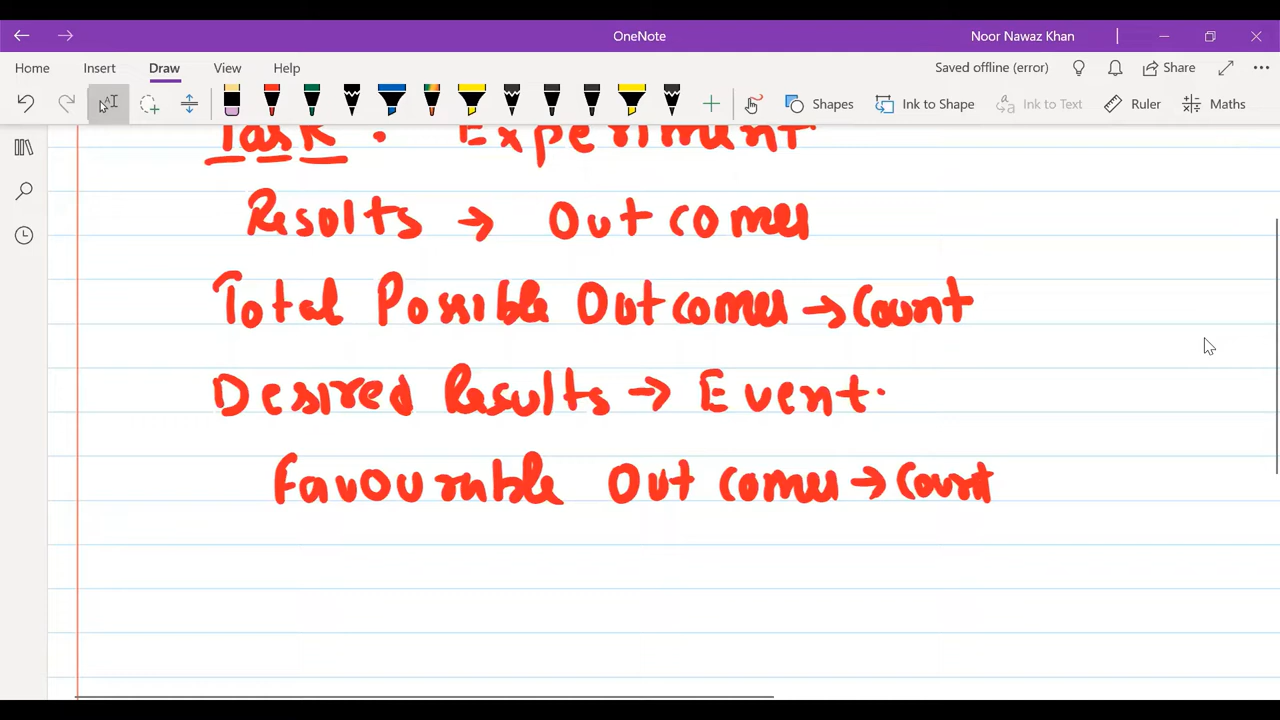 OneNote
Noor Nawaz Khan
Home Insert Draw View Help
Saved offline (error)
Share
Shapes
Ink to Shape
Ink to Text
Ruler
Maths
Task : Experiment
Results → Outcomes
Total Possible Outcomes → Count
Desired Results → Event.
Favourable Outcomes → Count